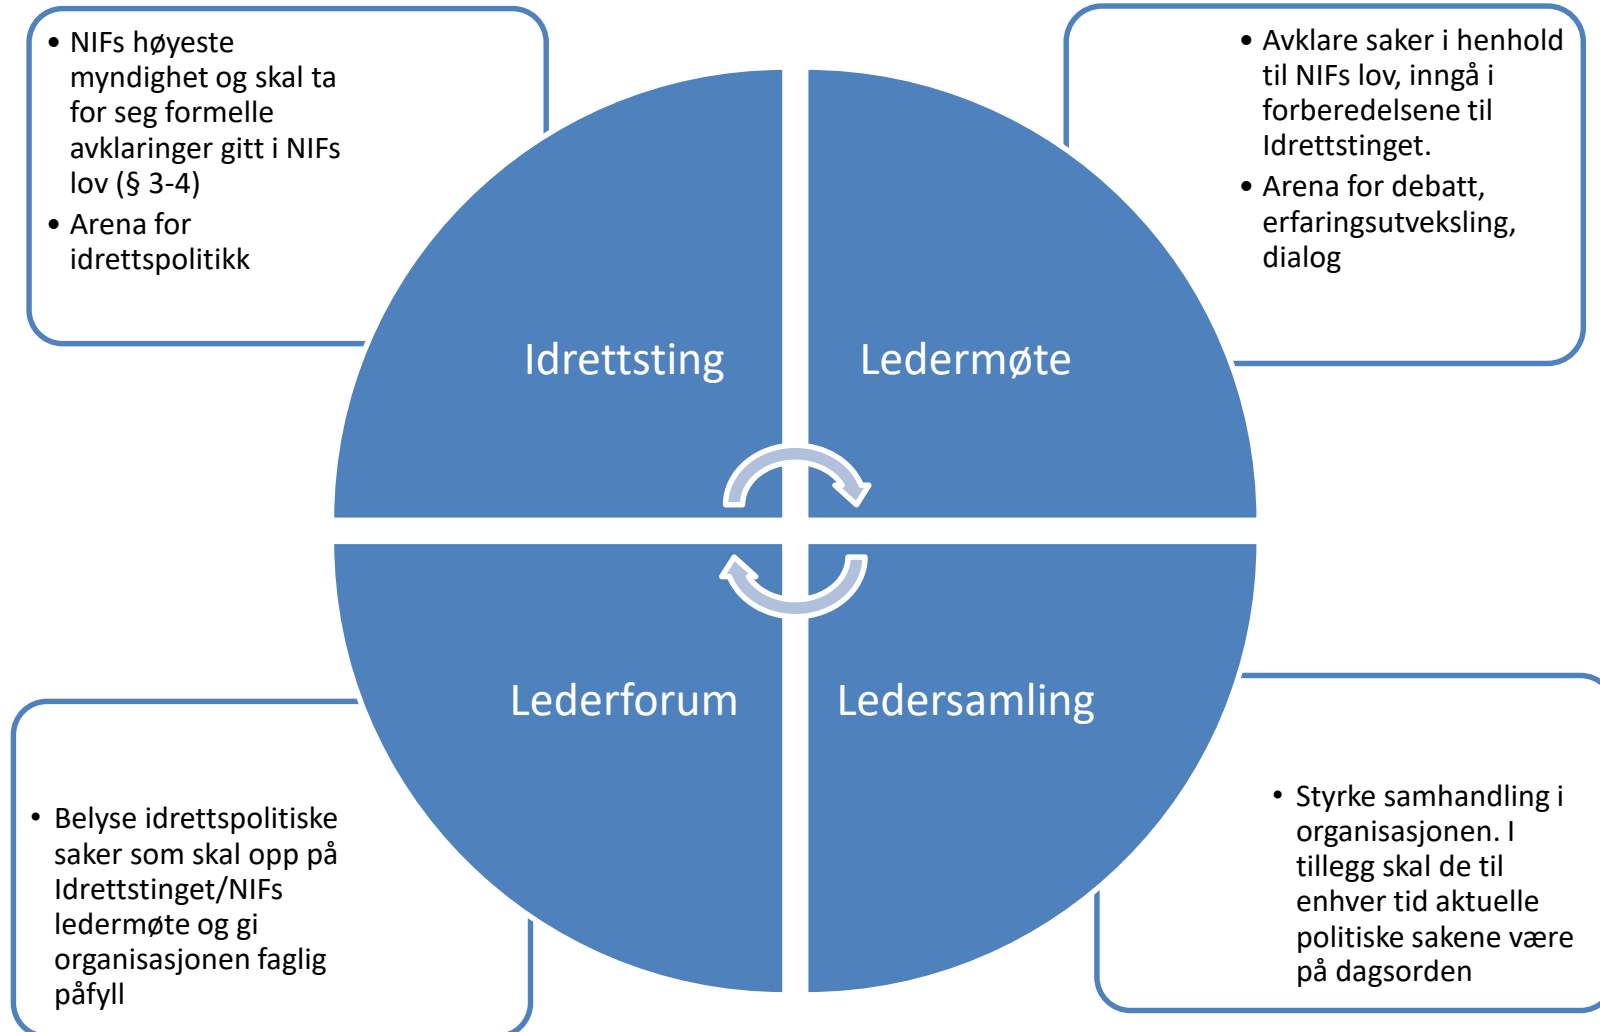 • NIFs høyeste
myndighet og skal ta
for seg formelle
avklaringer gitt i NIFs
lov (§ 3-4)
• Arena for
idrettspolitikk
• Avklare saker i henhold
til NIFs lov, inngå i
forberedelsene til
Idrettstinget.
• Arena for debatt,
erfaringsutveksling,
dialog
Idrettsting
Ledermøte
Lederforum
Ledersamling
• Belyse idrettspolitiske
saker som skal opp på
Idrettstinget/NIFs
ledermøte og gi
organisasjonen faglig
påfyll
• Styrke samhandling i
organisasjonen. I
tillegg skal de til
enhver tid aktuelle
politiske sakene være
på dagsorden